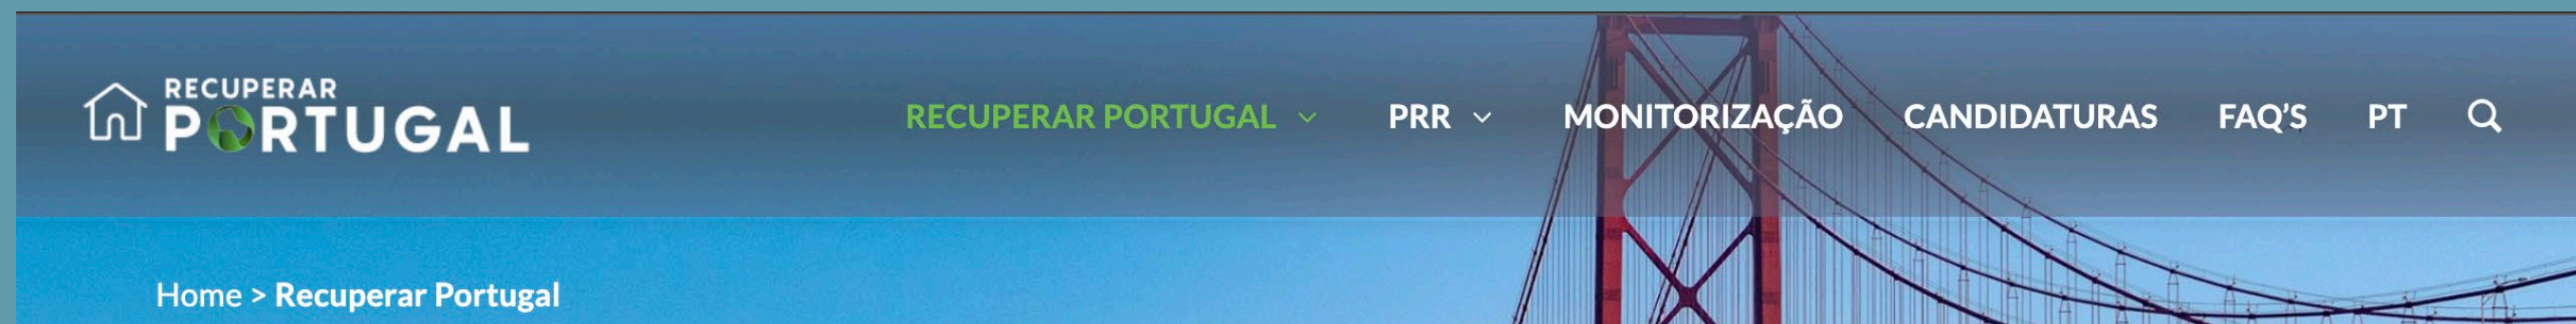 RECUPERAR
PORTUGAL
RECUPERAR PORTUGAL PRR MONITORIZAÇÃO CANDIDATURAS FAQ'S PT
Home > Recuperar Portugal